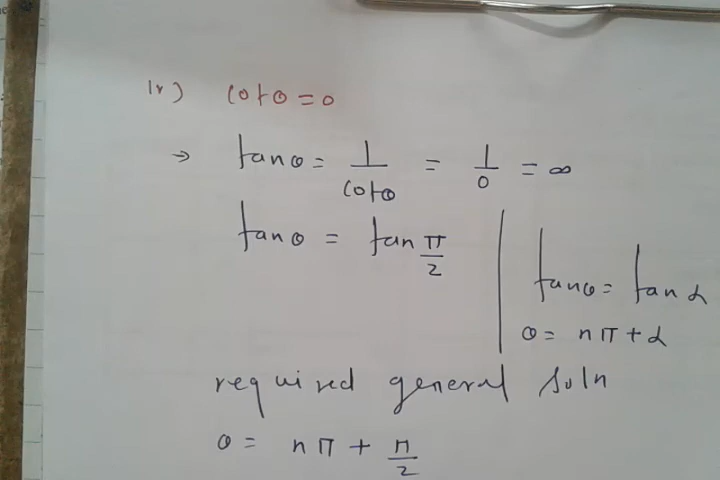 iv) cotθ = 0
→ tanθ = 1/cotθ = 1/0 = ∞
tanθ = tan π/2
tanθ = tan α
θ = nπ + α
required general soln
θ = nπ + π/2